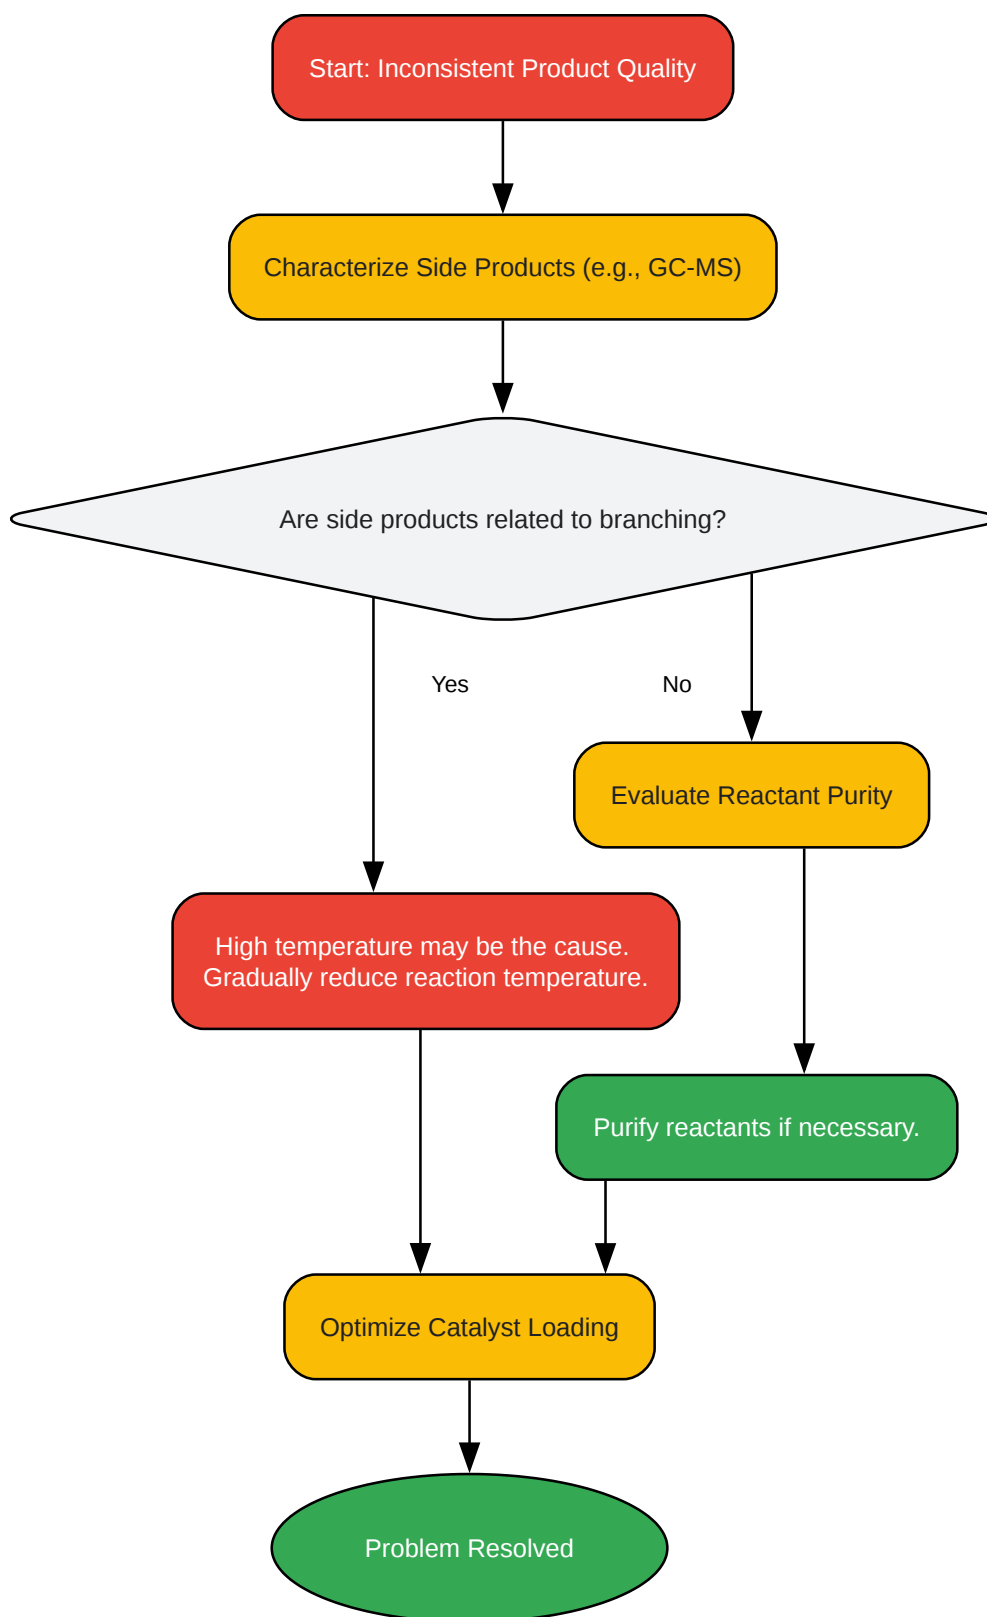 Start: Inconsistent Product Quality
Characterize Side Products (e.g., GC-MS)
Are side products related to branching?
Yes
No
Evaluate Reactant Purity
High temperature may be the cause.
Gradually reduce reaction temperature.
Purify reactants if necessary.
Optimize Catalyst Loading
Problem Resolved